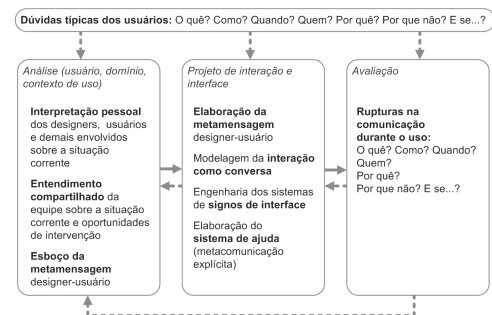 Dúvidas típicas dos usuários: O quê? Como? Quando? Quem? Por quê? Por que não? E se...?
Análise (usuário, domínio,
contexto de uso)
Interpretação pessoal
dos designers, usuários
e demais envolvidos
sobre a situação
corrente
Entendimento
compartilhado da
equipe sobre a situação
corrente e oportunidades
de intervenção
Esboço da
metamensagem
designer-usuário
Projeto de interação e
interface
Elaboração da
metamensagem
designer-usuário
Modelagem da interação
como conversa
Engenharia dos sistemas
de signos de interface
Elaboração do
sistema de ajuda
(metacomunicação
explícita)
Avaliação
Rupturas na
comunicação
durante o uso:
O quê? Como? Quando?
Quem?
Por quê?
Por que não? E se...?